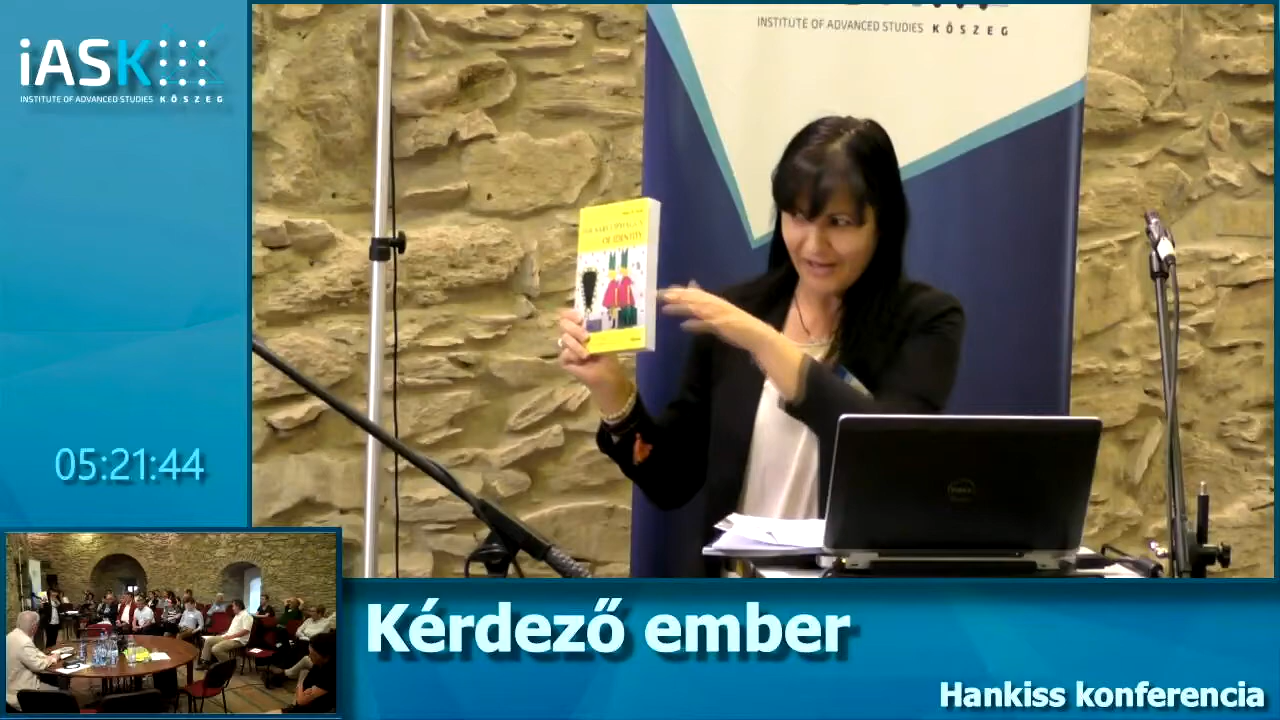 iASK
INSTITUTE OF ADVANCED STUDIES KŐSZEG
INSTITUTE OF ADVANCED STUDIES KŐSZEG
OF IDENTITY
DELL
05:21:44
Kérdező ember
Hankiss konferencia